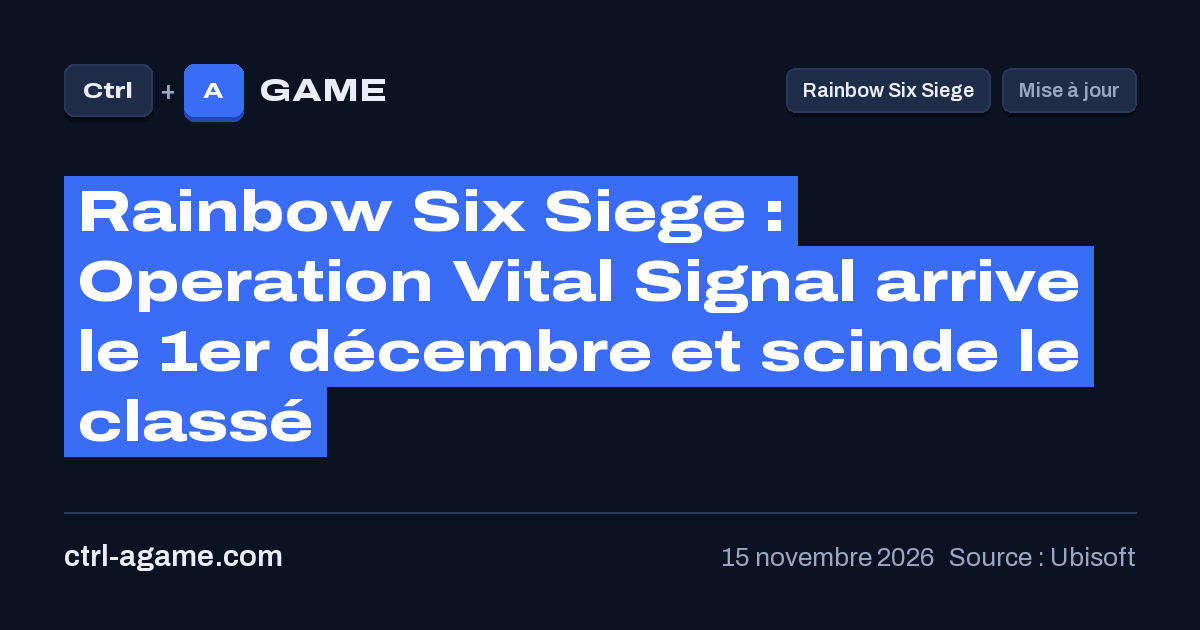 Ctrl + A GAME
Rainbow Six Siege
Mise à jour
Rainbow Six Siege :
Operation Vital Signal arrive
le 1er décembre et scinde le
classé
ctrl-agame.com
15 novembre 2026 Source : Ubisoft